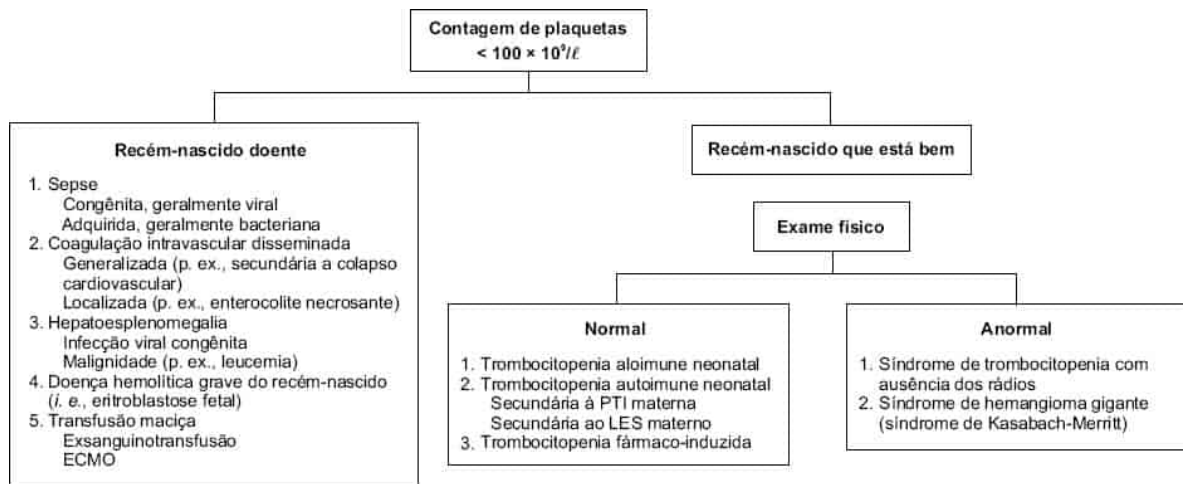 Contagem de plaquetas
< 100 × 10⁹/ℓ
Recém-nascido doente
1. Sepse
Congênita, geralmente viral
Adquirida, geralmente bacteriana
2. Coagulação intravascular disseminada
Generalizada (p. ex., secundária a colapso
cardiovascular)
Localizada (p. ex., enterocolite necrosante)
3. Hepatoesplenomegalia
Infecção viral congênita
Malignidade (p. ex., leucemia)
4. Doença hemolítica grave do recém-nascido
(i. e., eritroblastose fetal)
5. Transfusão maciça
Exsanguinotransfusão
ECMO
Recém-nascido que está bem
Exame físico
Normal
1. Trombocitopenia aloimune neonatal
2. Trombocitopenia autoimune neonatal
Secundária à PTI materna
Secundária ao LES materno
3. Trombocitopenia fármaco-induzida
Anormal
1. Síndrome de trombocitopenia com
ausência dos rádios
2. Síndrome de hemangioma gigante
(síndrome de Kasabach-Merritt)